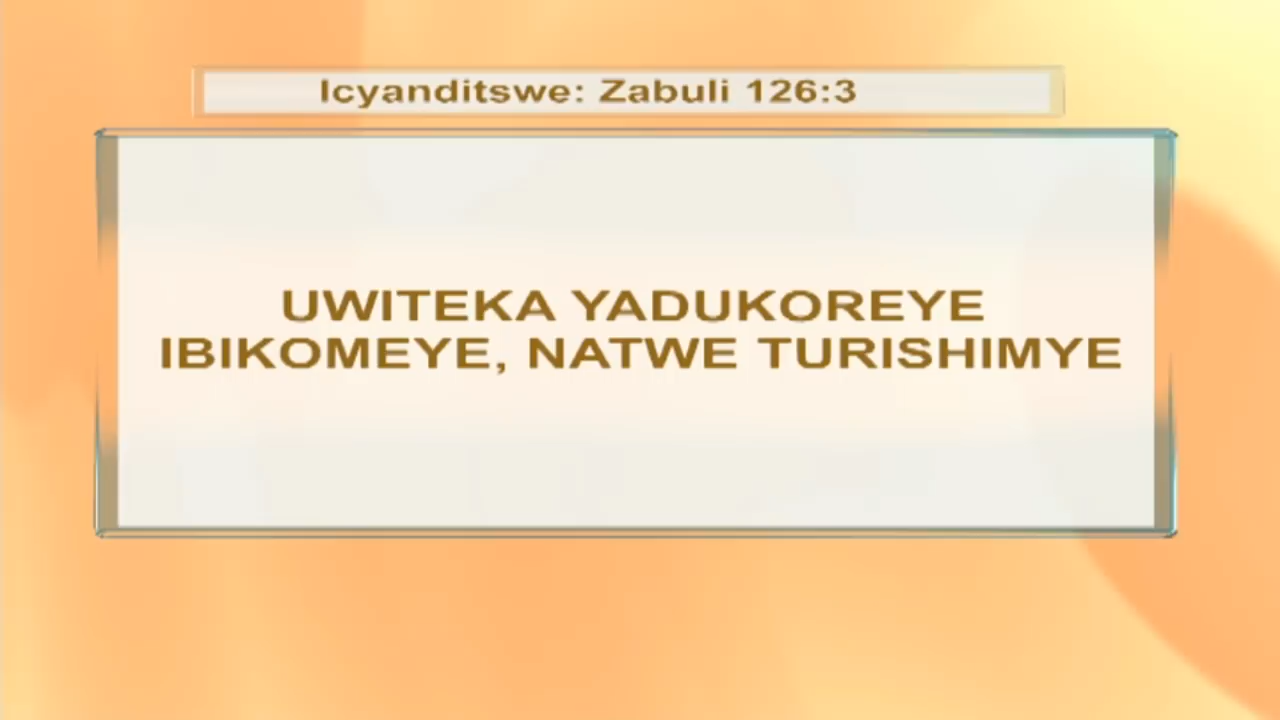 Icyanditswe: Zabuli 126:3
UWITEKA YADUKOREYE
IBIKOMEYE, NATWE TURISHIMYE